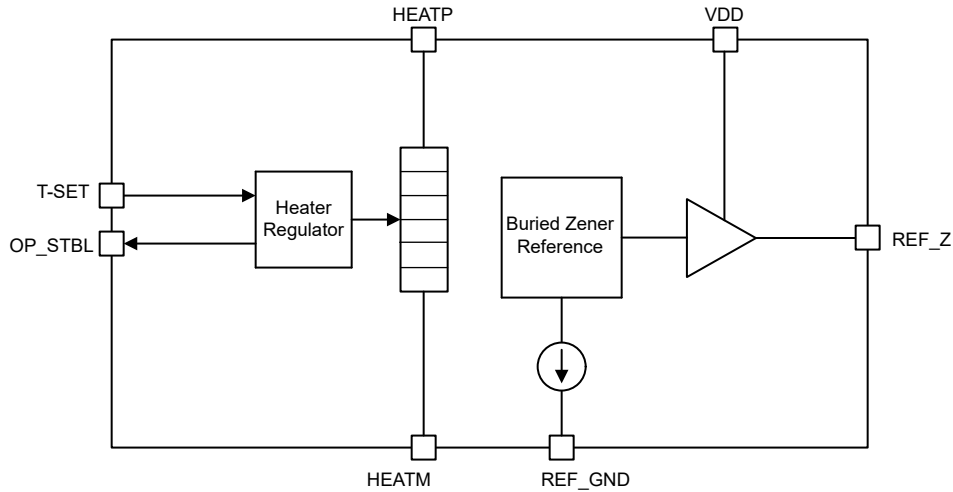 HEATP
VDD
T-SET
OP_STBL
Heater
Regulator
Buried Zener
Reference
REF_Z
HEATM
REF_GND